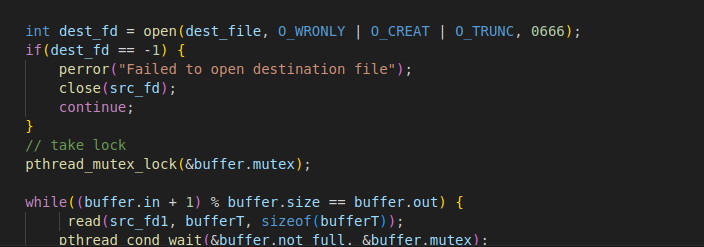 int dest_fd = open(dest_file, O_WRONLY | O_CREAT | O_TRUNC, 0666);
if(dest_fd == -1) {
    perror("Failed to open destination file");
    close(src_fd);
    continue;
}
// take lock
pthread_mutex_lock(&buffer.mutex);
while((buffer.in + 1) % buffer.size == buffer.out) {
     read(src_fd1, bufferT, sizeof(bufferT));
    pthread_cond_wait(&buffer.not_full, &buffer.mutex);